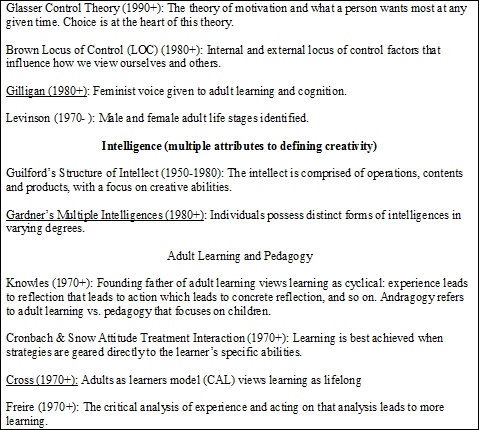 Glasser Control Theory (1990+): The theory of motivation and what a person wants most at any
given time. Choice is at the heart of this theory.
Brown Locus of Control (LOC) (1980+): Internal and external locus of control factors that
influence how we view ourselves and others.
Gilligan (1980+): Feminist voice given to adult learning and cognition.
Levinson (1970- ): Male and female adult life stages identified.
Intelligence (multiple attributes to defining creativity)
Guilford's Structure of Intellect (1950-1980): The intellect is comprised of operations, contents
and products, with a focus on creative abilities.
Gardner's Multiple Intelligences (1980+): Individuals possess distinct forms of intelligences in
varying degrees.
Adult Learning and Pedagogy
Knowles (1970+): Founding father of adult learning views learning as cyclical: experience leads
to reflection that leads to action which leads to concrete reflection, and so on. Andragogy refers
to adult learning vs. pedagogy that focuses on children.
Cronbach & Snow Attitude Treatment Interaction (1970+): Learning is best achieved when
strategies are geared directly to the learner's specific abilities.
Cross (1970+): Adults as learners model (CAL) views learning as lifelong
Freire (1970+): The critical analysis of experience and acting on that analysis leads to more
learning.